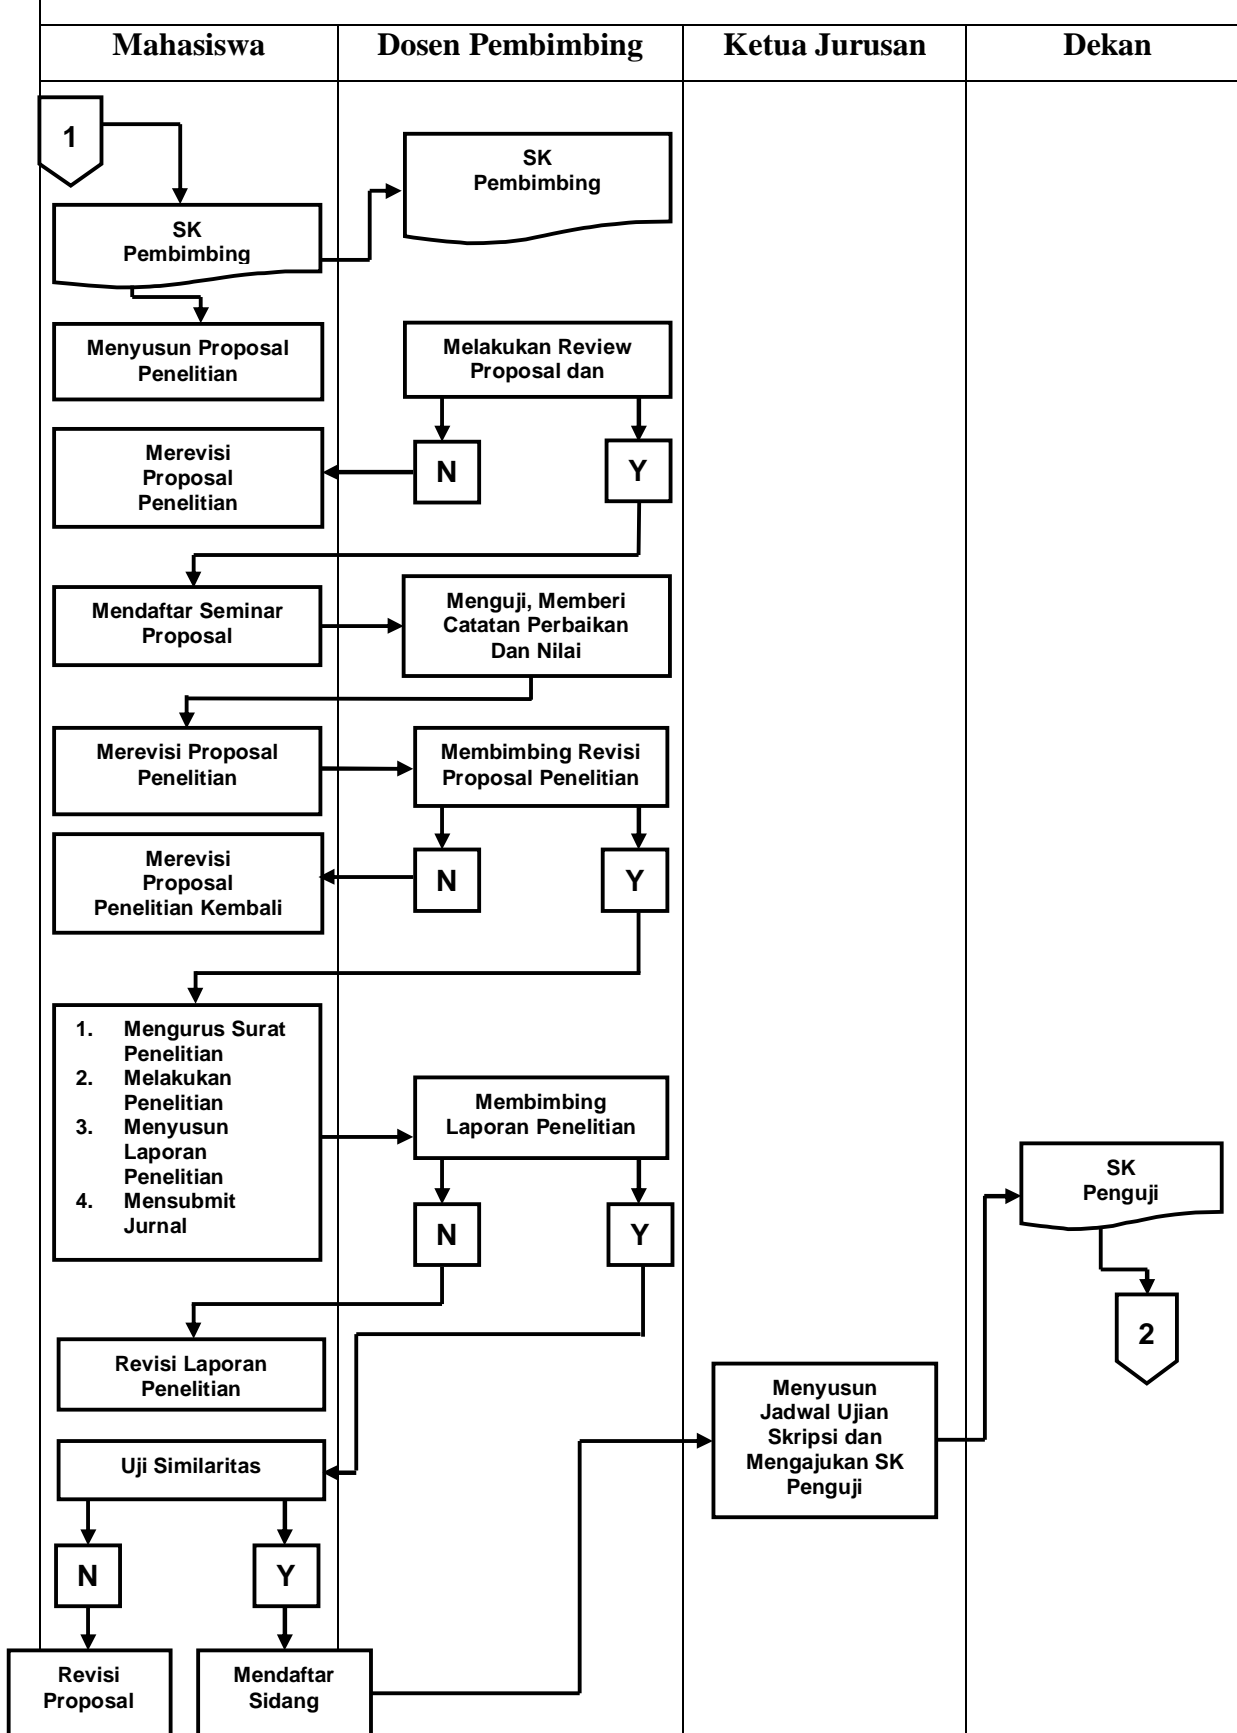 Mahasiswa
Dosen Pembimbing
Ketua Jurusan
Dekan
1
SK
Pembimbing
SK
Pembimbing
Menyusun Proposal
Penelitian
Melakukan Review
Proposal dan
Merevisi
Proposal
Penelitian
N
Y
Mendaftar Seminar
Proposal
Menguji, Memberi
Catatan Perbaikan
Dan Nilai
Merevisi Proposal
Penelitian
Membimbing Revisi
Proposal Penelitian
Merevisi
Proposal
Penelitian Kembali
N
Y
1. Mengurus Surat
Penelitian
2. Melakukan
Penelitian
3. Menyusun
Laporan
Penelitian
4. Mensubmit
Jurnal
Membimbing
Laporan Penelitian
N
Y
SK
Penguji
2
Revisi Laporan
Penelitian
Menyusun
Jadwal Ujian
Skripsi dan
Mengajukan SK
Penguji
Uji Similaritas
N
Y
Revisi
Proposal
Mendaftar
Sidang